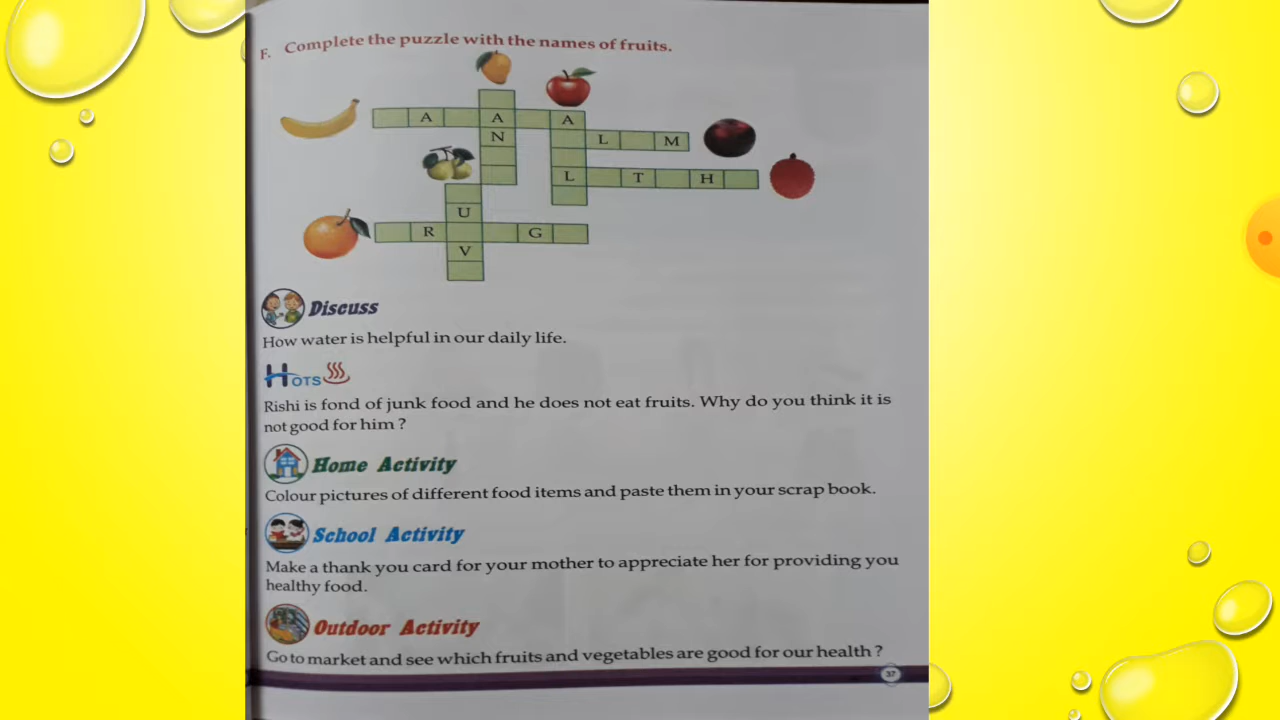 F. Complete the puzzle with the names of fruits.
A A A
N
L M
L T H
U
R G
V
Discuss
How water is helpful in our daily life.
HOTS
Rishi is fond of junk food and he does not eat fruits. Why do you think it is
not good for him ?
Home Activity
Colour pictures of different food items and paste them in your scrap book.
School Activity
Make a thank you card for your mother to appreciate her for providing you
healthy food.
Outdoor Activity
Go to market and see which fruits and vegetables are good for our health ?
37